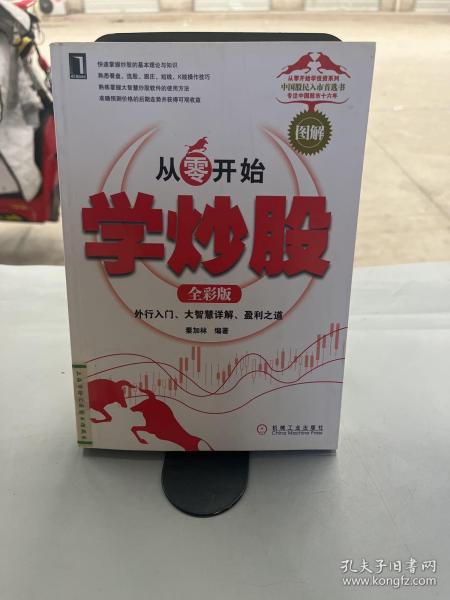 快速掌握炒股的基本理论与知识
熟悉看盘、选股、跟庄、短线、K线操作技巧
熟练掌握大智慧炒股软件的使用方法
准确预测价格的后期走势并获得可观收益
从零开始学投资系列
中国股民入市首选书
专注中国股市十六年
图解
从零开始
学炒股
全彩版
外行入门、大智慧详解、盈利之道
秦加林 编著
机械工业出版社
China Machine Press
孔夫子旧书网
www.kongfz.com